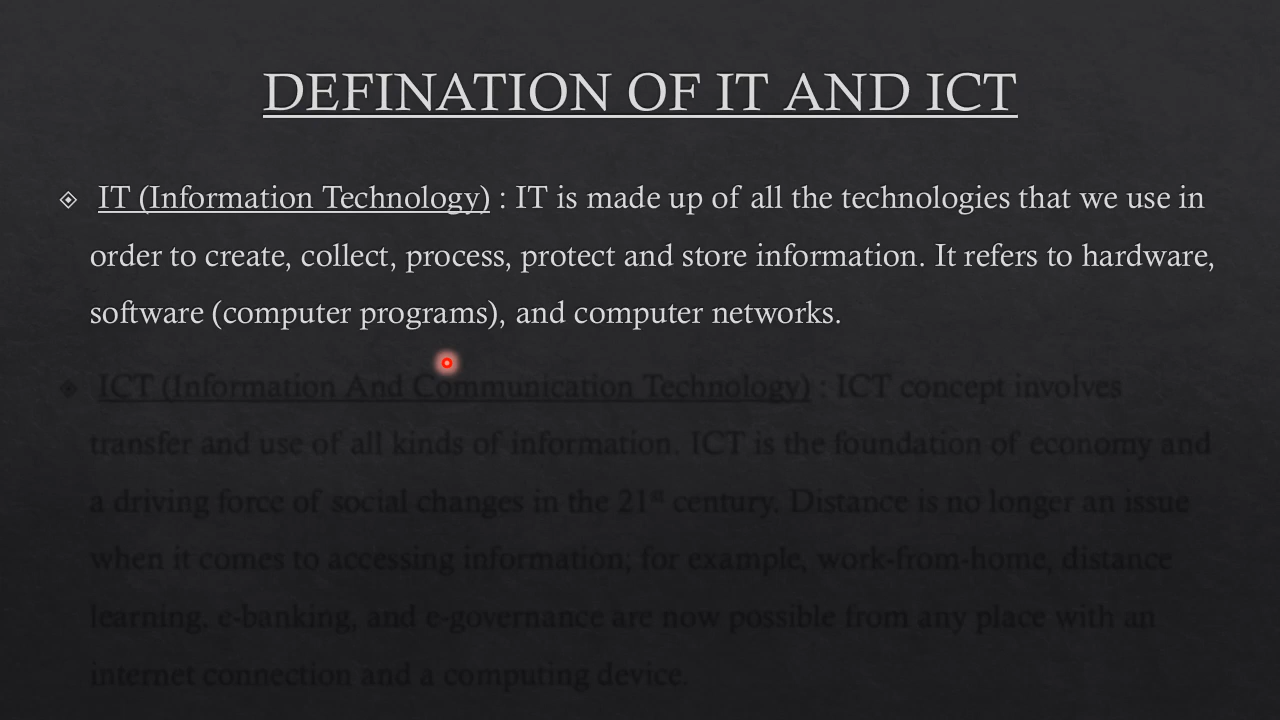 DEFINATION OF IT AND ICT
IT (Information Technology) : IT is made up of all the technologies that we use in
order to create, collect, process, protect and store information. It refers to hardware,
software (computer programs), and computer networks.
ICT (Information And Communication Technology) : ICT concept involves
transfer and use of all kinds of information. ICT is the foundation of economy and
a driving force of social changes in the 21st century. Distance is no longer an issue
when it comes to accessing information; for example, work-from-home, distance
learning, e-banking, and e-governance are now possible from any place with an
internet connection and a computing device.